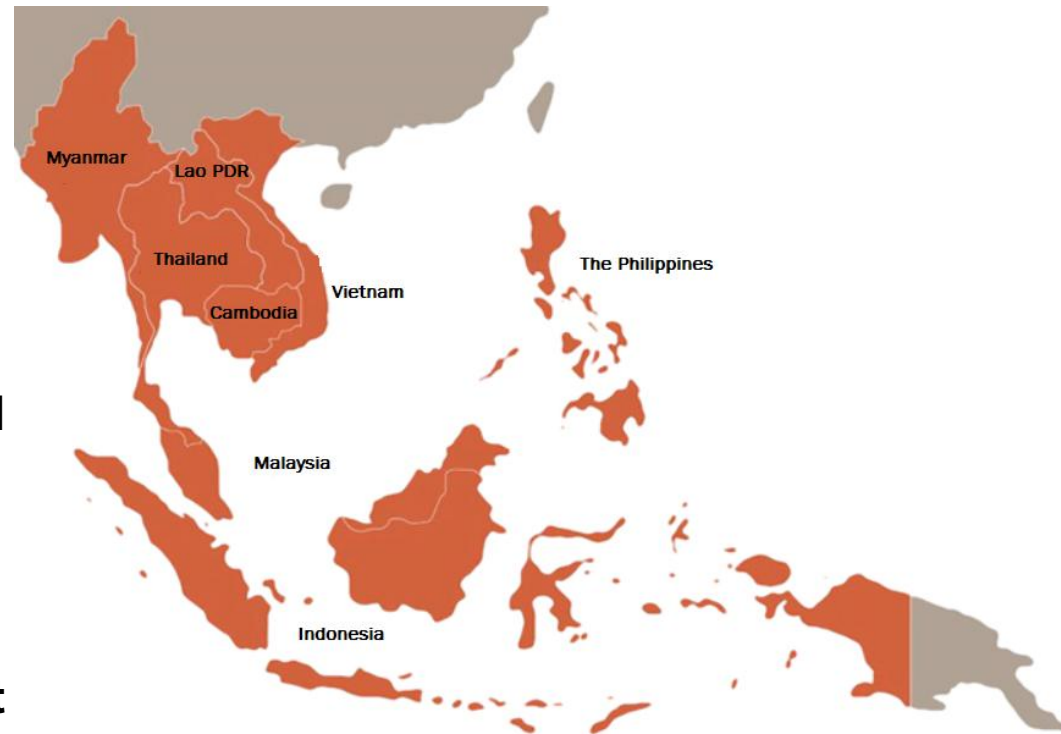 Myanmar
Lao PDR
Thailand
The Philippines
Vietnam
Cambodia
Malaysia
Indonesia